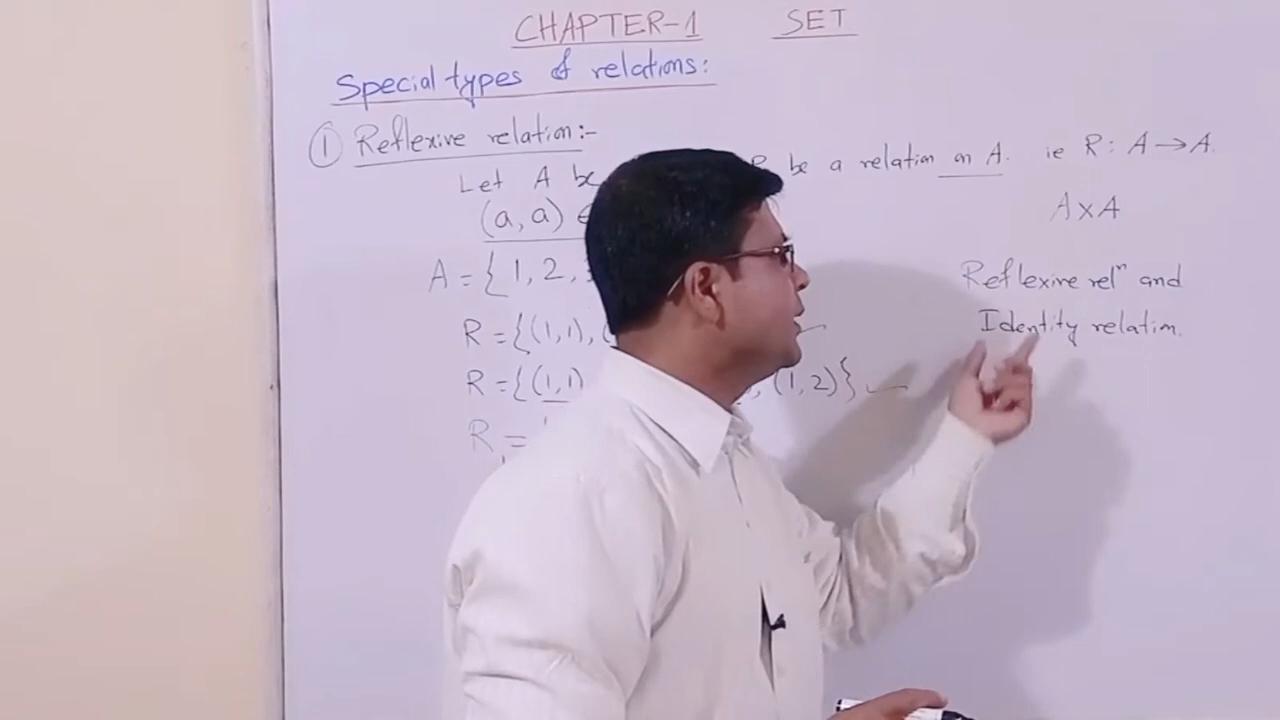 CHAPTER-1 SET
Special types of relations:
① Reflexive relation:-
Let A be be a relation on A. ie R: A→A.
(a, a) ∈
A×A
A = { 1, 2,
Reflexive relⁿ and
R = {(1,1),
Identity relation.
R = {(1,1) , (1,2)}
R₁ =